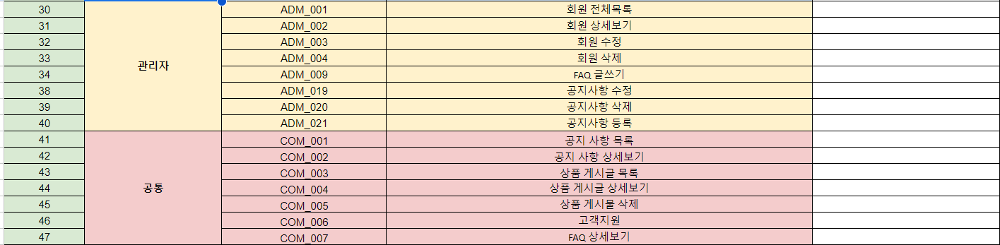 30 ADM_001 회원 전체목록
31 ADM_002 회원 상세보기
32 ADM_003 회원 수정
33 ADM_004 회원 삭제
관리자
34 ADM_009 FAQ 글쓰기
38 ADM_019 공지사항 수정
39 ADM_020 공지사항 삭제
40 ADM_021 공지사항 등록
41 COM_001 공지 사항 목록
42 COM_002 공지 사항 상세보기
43 COM_003 상품 게시글 목록
44 공통 COM_004 상품 게시글 상세보기
45 COM_005 상품 게시물 삭제
46 COM_006 고객지원
47 COM_007 FAQ 상세보기